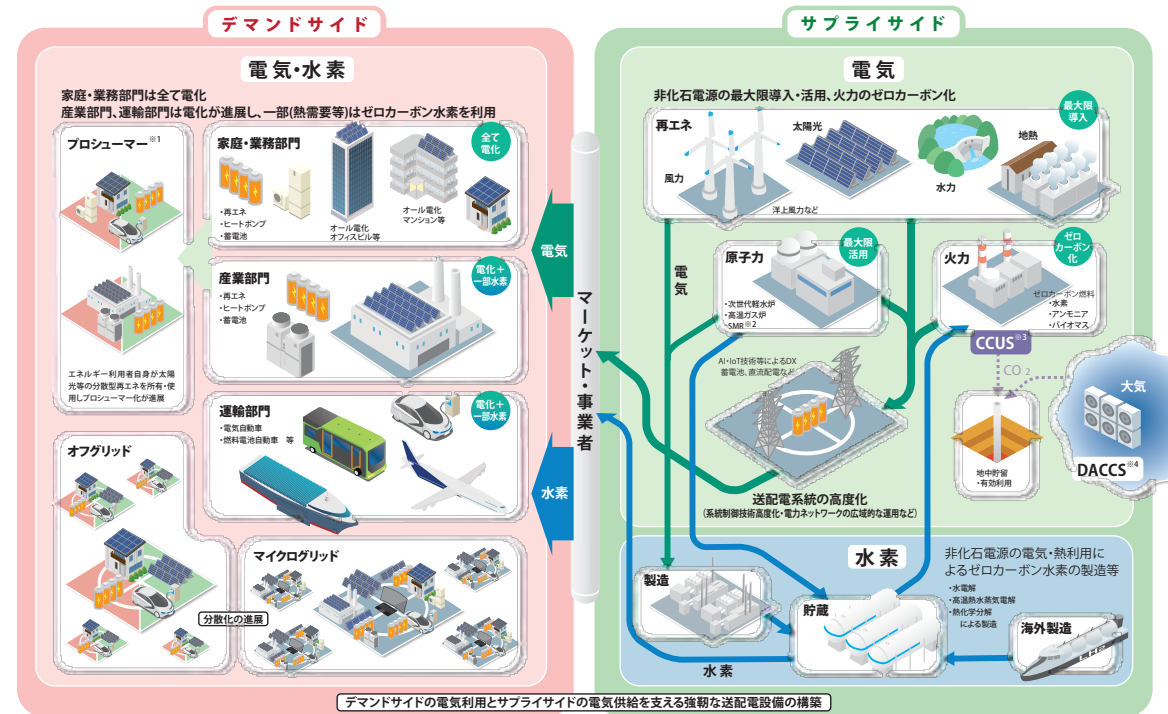 デマンドサイド
電気・水素
家庭・業務部門は全て電化
産業部門、運輸部門は電化が進展し、一部(熱需要等)はゼロカーボン水素を利用
プロシューマー※1
エネルギー利用者自身が太陽
光等の分散型再エネを所有・使
用しプロシューマー化が進展
家庭・業務部門
全て
電化
・再エネ
・ヒートポンプ
・蓄電池
オール電化
オフィスビル等
オール電化
マンション等
産業部門
電化＋
一部水素
・再エネ
・ヒートポンプ
・蓄電池
運輸部門
電化＋
一部水素
・電気自動車
・燃料電池自動車 等
オフグリッド
マイクログリッド
分散化の進展
電気
水素
マーケット・事業者
サプライサイド
電気
非化石電源の最大限導入・活用、火力のゼロカーボン化
再エネ
最大限
導入
風力
太陽光
水力
地熱
洋上風力など
電気
原子力
最大限
活用
・次世代軽水炉
・高温ガス炉
・SMR※2
火力
ゼロ
カーボン
化
ゼロカーボン燃料
・水素
・アンモニア
・バイオマス
CCUS※3
CO2
大気
DACCS※4
地中貯留
・有効利用
AI・IoT技術等によるDX
蓄電池、直流配電など
送配電系統の高度化
（系統制御技術高度化・電力ネットワークの広域的な運用など）
水素
非化石電源の電気・熱利用に
よるゼロカーボン水素の製造等
・水電解
・高温熱水蒸気電解
・熱化学分解
による製造
製造
貯蔵
海外製造
LH2
水素
デマンドサイドの電気利用とサプライサイドの電気供給を支える強靭な送配電設備の構築